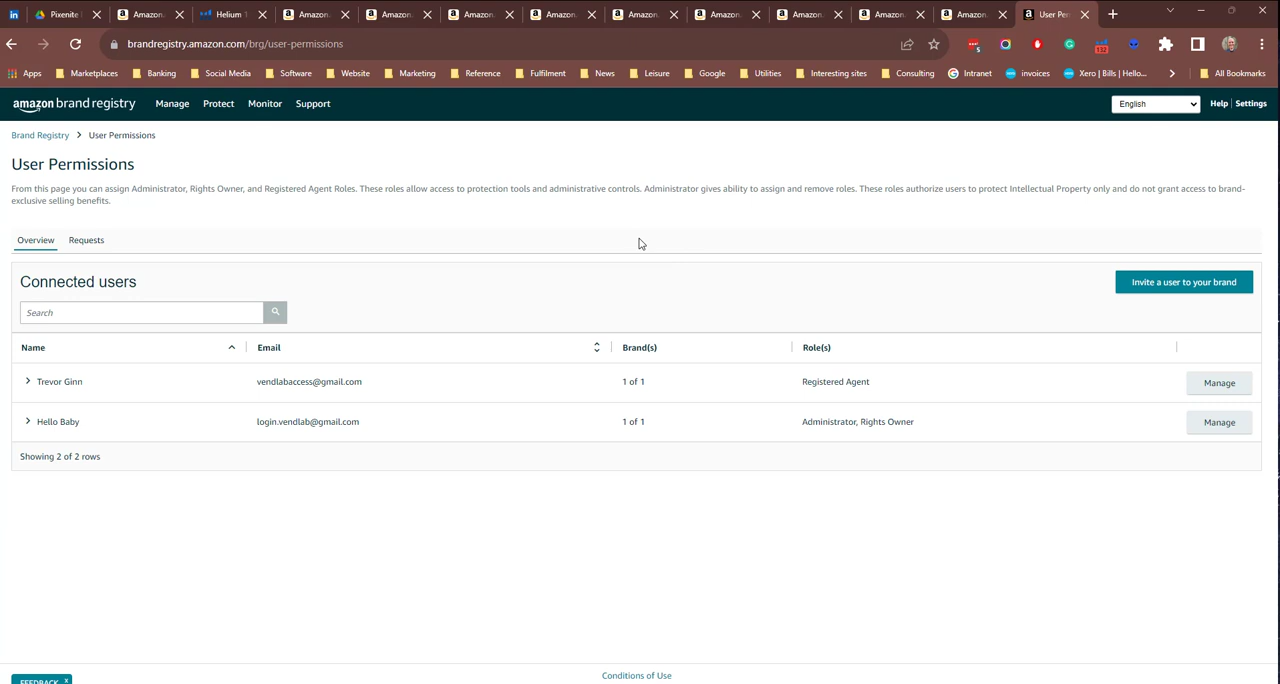 Pixenite
Amazon
Helium 1
Amazon
Amazon.
Amazon.
Amazon.
Amazon.
Amazon.
Amazon.
Amazon.
Amazon.
User Per
brandregistry.amazon.com/brg/user-permissions
Apps
Marketplaces
Banking
Social Media
Software
Website
Marketing
Reference
Fulfilment
News
Leisure
Google
Utilities
Interesting sites
Consulting
Intranet
invoices
Xero | Bills | Hello...
All Bookmarks
amazon brand registry
Manage
Protect
Monitor
Support
English
Help
Settings
Brand Registry > User Permissions
User Permissions
From this page you can assign Administrator, Rights Owner, and Registered Agent Roles. These roles allow access to protection tools and administrative controls. Administrator gives ability to assign and remove roles. These roles authorize users to protect Intellectual Property only and do not grant access to brand-
exclusive selling benefits.
Overview
Requests
Connected users
Invite a user to your brand
Search
Name
Email
Brand(s)
Role(s)
Trevor Ginn
vendlabaccess@gmail.com
1 of 1
Registered Agent
Manage
Hello Baby
login.vendlab@gmail.com
1 of 1
Administrator, Rights Owner
Manage
Showing 2 of 2 rows
Conditions of Use
FEEDBACK x